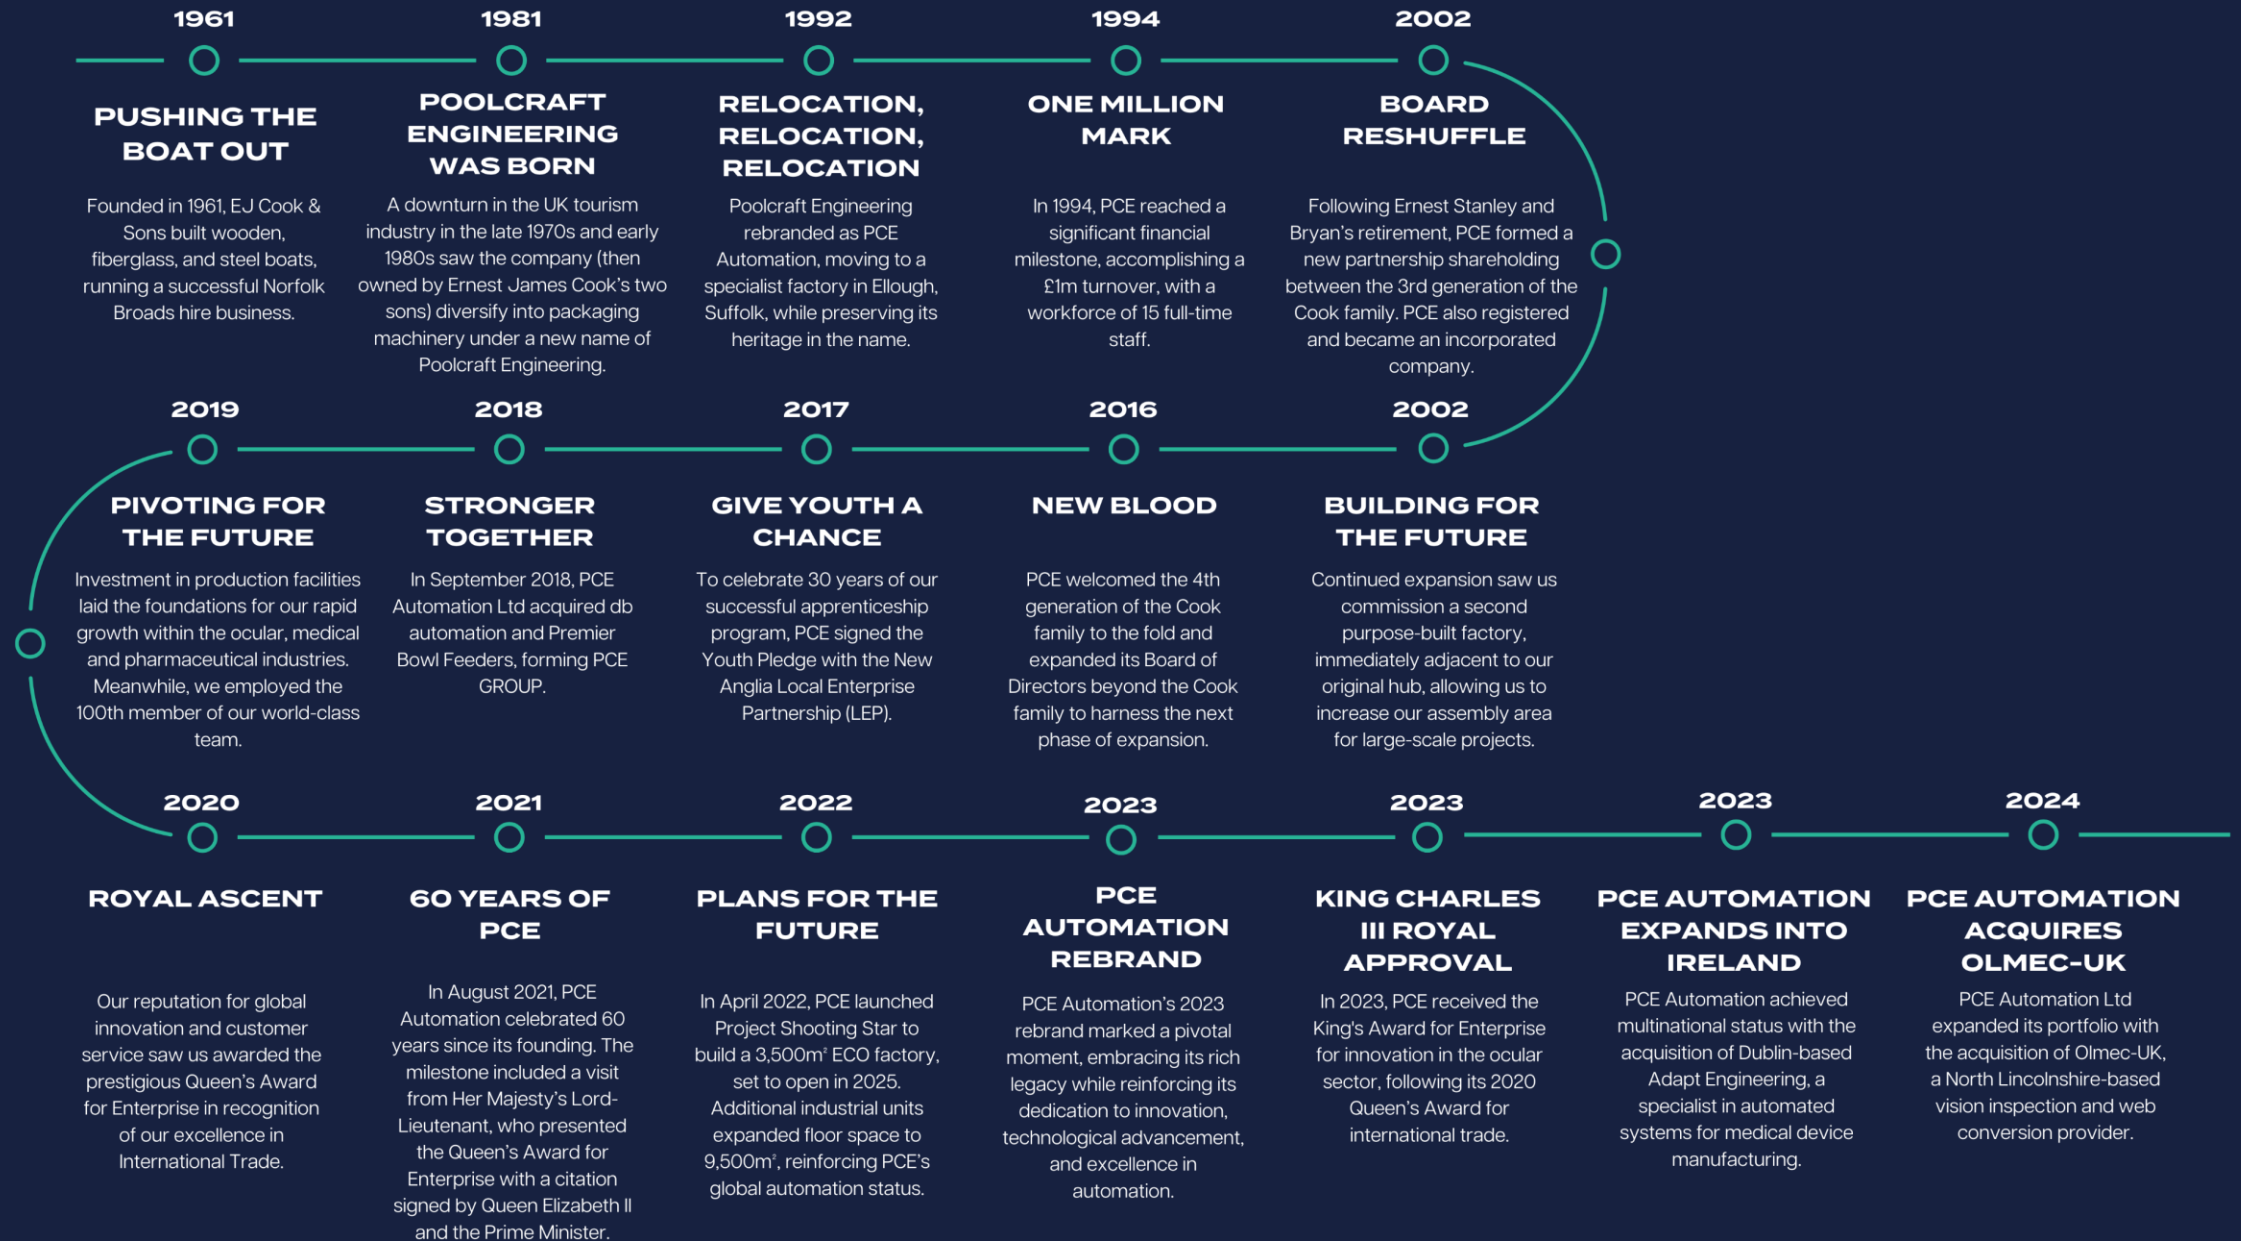 1961
PUSHING THE
BOAT OUT
Founded in 1961, EJ Cook &
Sons built wooden,
fiberglass, and steel boats,
running a successful Norfolk
Broads hire business.
1981
POOLCRAFT
ENGINEERING
WAS BORN
A downturn in the UK tourism
industry in the late 1970s and early
1980s saw the company (then
owned by Ernest James Cook's two
sons) diversify into packaging
machinery under a new name of
Poolcraft Engineering.
1992
RELOCATION,
RELOCATION,
RELOCATION
Poolcraft Engineering
rebranded as PCE
Automation, moving to a
specialist factory in Ellough,
Suffolk, while preserving its
heritage in the name.
1994
ONE MILLION
MARK
In 1994, PCE reached a
significant financial
milestone, accomplishing a
£1m turnover, with a
workforce of 15 full-time
staff.
2002
BOARD
RESHUFFLE
Following Ernest Stanley and
Bryan's retirement, PCE formed a
new partnership shareholding
between the 3rd generation of the
Cook family. PCE also registered
and became an incorporated
company.
2002
BUILDING FOR
THE FUTURE
Continued expansion saw us
commission a second
purpose-built factory,
immediately adjacent to our
original hub, allowing us to
increase our assembly area
for large-scale projects.
2016
NEW BLOOD
PCE welcomed the 4th
generation of the Cook
family to the fold and
expanded its Board of
Directors beyond the Cook
family to harness the next
phase of expansion.
2017
GIVE YOUTH A
CHANCE
To celebrate 30 years of our
successful apprenticeship
program, PCE signed the
Youth Pledge with the New
Anglia Local Enterprise
Partnership (LEP).
2018
STRONGER
TOGETHER
In September 2018, PCE
Automation Ltd acquired db
automation and Premier
Bowl Feeders, forming PCE
GROUP.
2019
PIVOTING FOR
THE FUTURE
Investment in production facilities
laid the foundations for our rapid
growth within the ocular, medical
and pharmaceutical industries.
Meanwhile, we employed the
100th member of our world-class
team.
2020
ROYAL ASCENT
Our reputation for global
innovation and customer
service saw us awarded the
prestigious Queen's Award
for Enterprise in recognition
of our excellence in
International Trade.
2021
60 YEARS OF
PCE
In August 2021, PCE
Automation celebrated 60
years since its founding. The
milestone included a visit
from Her Majesty's Lord-
Lieutenant, who presented
the Queen's Award for
Enterprise with a citation
signed by Queen Elizabeth II
and the Prime Minister.
2022
PLANS FOR THE
FUTURE
In April 2022, PCE launched
Project Shooting Star to
build a 3,500m² ECO factory,
set to open in 2025.
Additional industrial units
expanded floor space to
9,500m², reinforcing PCE's
global automation status.
2023
PCE
AUTOMATION
REBRAND
PCE Automation's 2023
rebrand marked a pivotal
moment, embracing its rich
legacy while reinforcing its
dedication to innovation,
technological advancement,
and excellence in
automation.
2023
KING CHARLES
III ROYAL
APPROVAL
In 2023, PCE received the
King's Award for Enterprise
for innovation in the ocular
sector, following its 2020
Queen's Award for
international trade.
2023
PCE AUTOMATION
EXPANDS INTO
IRELAND
PCE Automation achieved
multinational status with the
acquisition of Dublin-based
Adapt Engineering, a
specialist in automated
systems for medical device
manufacturing.
2024
PCE AUTOMATION
ACQUIRES
OLMEC-UK
PCE Automation Ltd
expanded its portfolio with
the acquisition of Olmec-UK,
a North Lincolnshire-based
vision inspection and web
conversion provider.